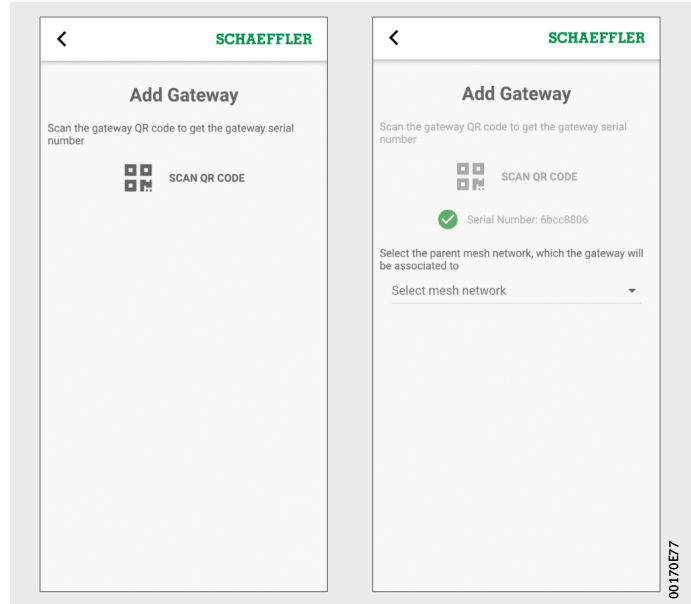 SCHAEFFLER
Add Gateway
Scan the gateway QR code to get the gateway serial
number
SCAN QR CODE
SCHAEFFLER
Add Gateway
Scan the gateway QR code to get the gateway serial
number
SCAN QR CODE
Serial Number: 6bcc8806
Select the parent mesh network, which the gateway will
be associated to
Select mesh network
00170E77